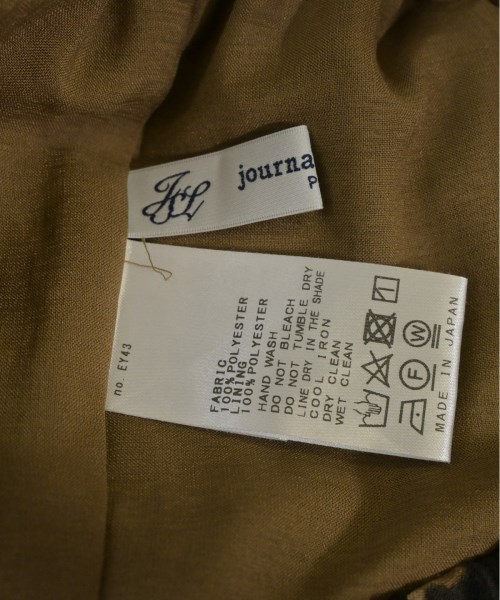 JSL
journa
P
no. EY43
FABRIC
100%POLYESTER
LINING
100%POLYESTER
HAND WASH
DO NOT BLEACH
DO NOT TUMBLE DRY
LINE DRY IN THE SHADE
COOL IRON
DRY CLEAN
WET CLEAN
F W
MADE IN JAPAN